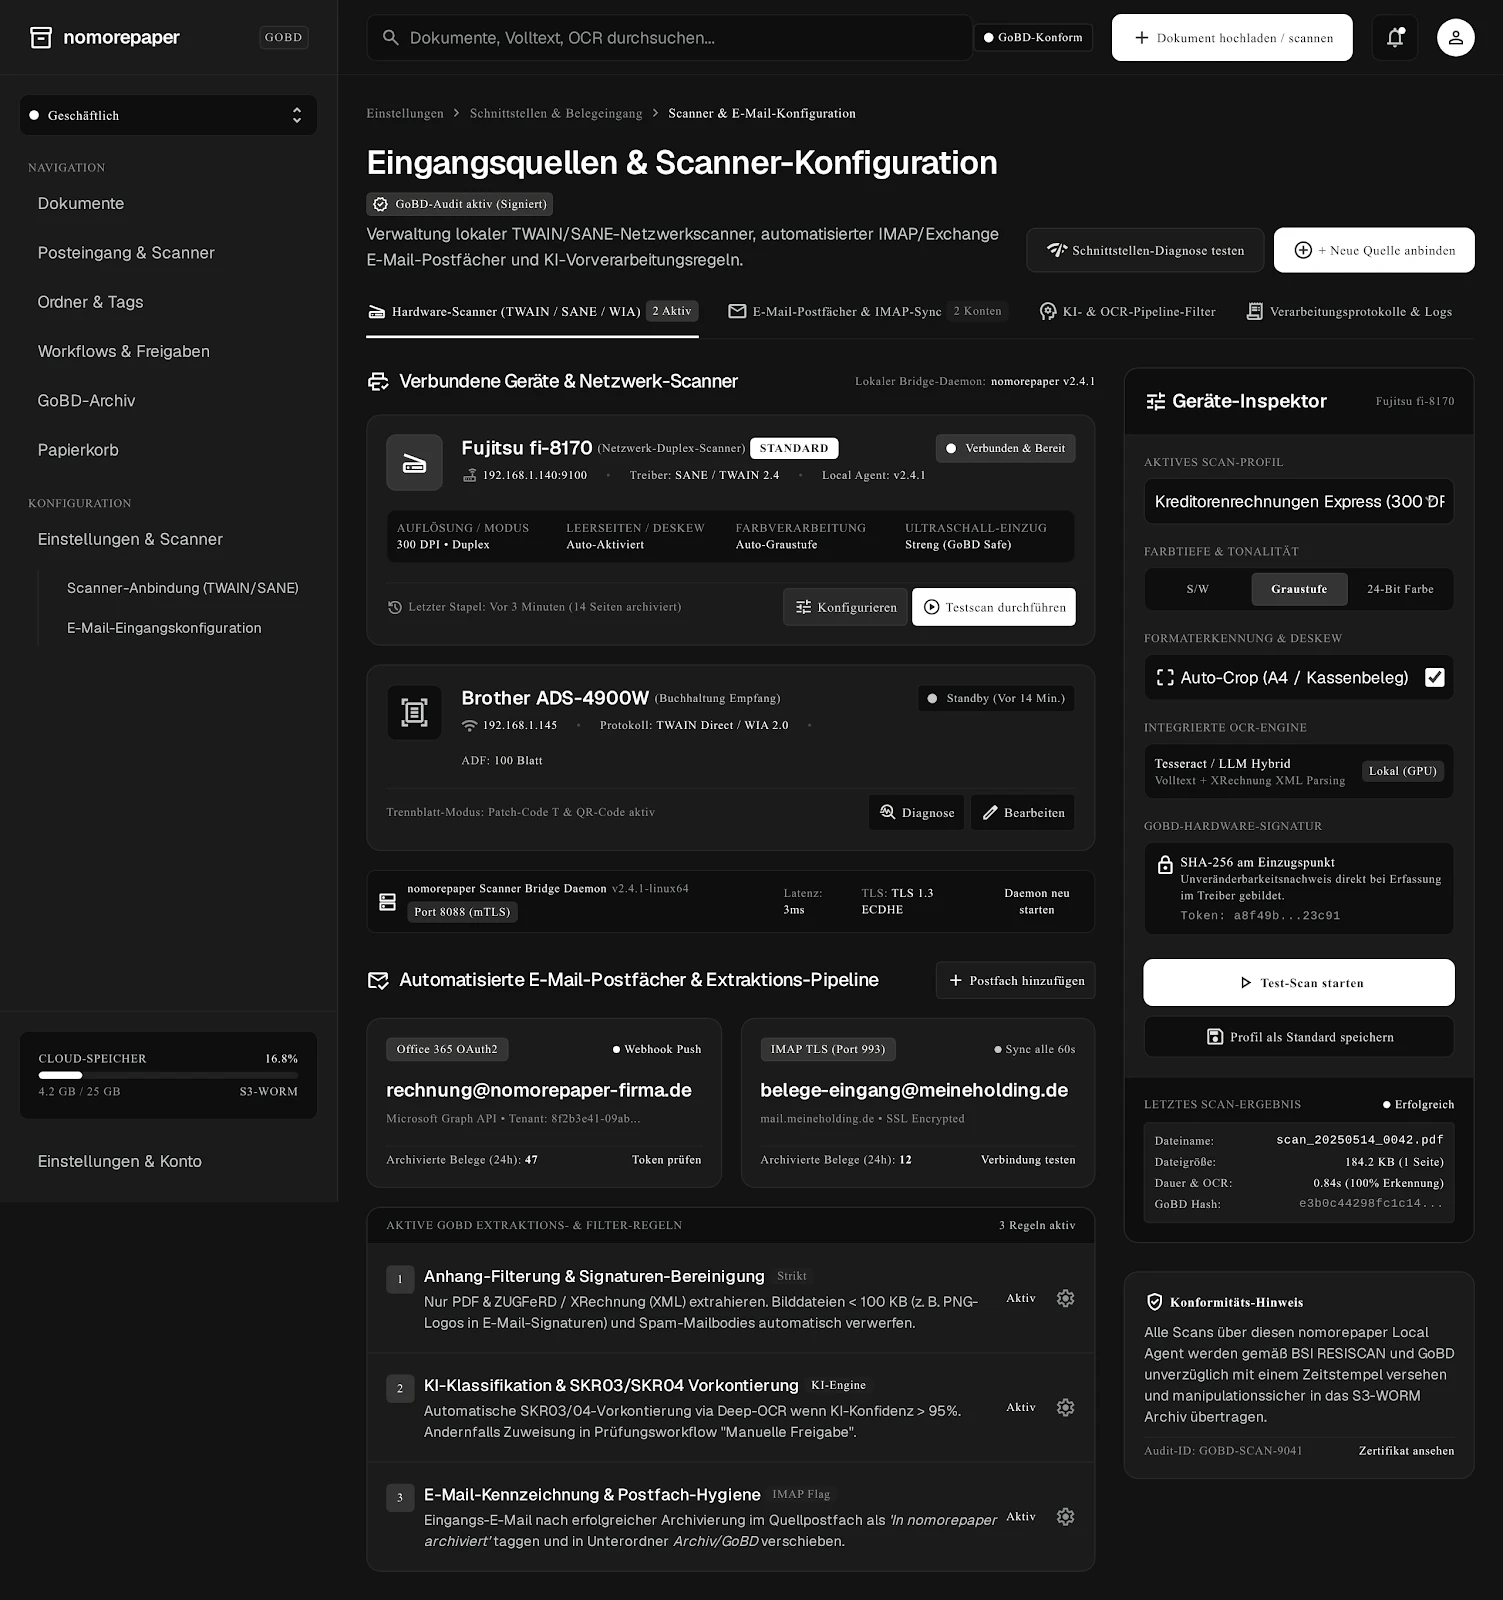 nomorepaper
GOBD
Dokumente, Volltext, OCR durchsuchen...
GoBD-Konform
Dokument hochladen / scannen
Geschäftlich
NAVIGATION
Dokumente
Posteingang & Scanner
Ordner & Tags
Workflows & Freigaben
GoBD-Archiv
Papierkorb
KONFIGURATION
Einstellungen & Scanner
Scanner-Anbindung (TWAIN/SANE)
E-Mail-Eingangskonfiguration
CLOUD-SPEICHER 16.8%
4.2 GB / 25 GB S3-WORM
Einstellungen & Konto
Einstellungen > Schnittstellen & Belegeingang > Scanner & E-Mail-Konfiguration
Eingangsquellen & Scanner-Konfiguration
GoBD-Audit aktiv (Signiert)
Verwaltung lokaler TWAIN/SANE-Netzwerkscanner, automatisierter IMAP/Exchange
E-Mail-Postfächer und KI-Vorverarbeitungsregeln.
Schnittstellen-Diagnose testen
+ Neue Quelle anbinden
Hardware-Scanner (TWAIN / SANE / WIA) 2 Aktiv
E-Mail-Postfächer & IMAP-Sync 2 Konten
KI- & OCR-Pipeline-Filter
Verarbeitungsprotokolle & Logs
Verbundene Geräte & Netzwerk-Scanner
Lokaler Bridge-Daemon: nomorepaper v2.4.1
Fujitsu fi-8170 (Netzwerk-Duplex-Scanner) STANDARD
Verbunden & Bereit
192.168.1.140:9100 • Treiber: SANE / TWAIN 2.4 • Local Agent: v2.4.1
AUFLÖSUNG / MODUS
300 DPI • Duplex
LEERSEITEN / DESKEW
Auto-Aktiviert
FARBVERARBEITUNG
Auto-Graustufe
ULTRASCHALL-EINZUG
Streng (GoBD Safe)
Letzter Stapel: Vor 3 Minuten (14 Seiten archiviert)
Konfigurieren
Testscan durchführen
Brother ADS-4900W (Buchhaltung Empfang)
Standby (Vor 14 Min.)
192.168.1.145 • Protokoll: TWAIN Direct / WIA 2.0 •
ADF: 100 Blatt
Trennblatt-Modus: Patch-Code T & QR-Code aktiv
Diagnose
Bearbeiten
nomorepaper Scanner Bridge Daemon v2.4.1-linux64
Port 8088 (mTLS)
Latenz:
3ms
TLS: TLS 1.3
ECDHE
Daemon neu
starten
Automatisierte E-Mail-Postfächer & Extraktions-Pipeline
Postfach hinzufügen
Office 365 OAuth2
Webhook Push
rechnung@nomorepaper-firma.de
Microsoft Graph API • Tenant: 8f2b3e41-09ab...
Archivierte Belege (24h): 47
Token prüfen
IMAP TLS (Port 993)
Sync alle 60s
belege-eingang@meineholding.de
mail.meineholding.de • SSL Encrypted
Archivierte Belege (24h): 12
Verbindung testen
AKTIVE GOBD EXTRAKTIONS- & FILTER-REGELN
3 Regeln aktiv
1
Anhang-Filterung & Signaturen-Bereinigung Strikt
Nur PDF & ZUGFeRD / XRechnung (XML) extrahieren. Bilddateien < 100 KB (z. B. PNG-
Logos in E-Mail-Signaturen) und Spam-Mailbodies automatisch verwerfen.
Aktiv
2
KI-Klassifikation & SKR03/SKR04 Vorkontierung KI-Engine
Automatische SKR03/04-Vorkontierung via Deep-OCR wenn KI-Konfidenz > 95%.
Andernfalls Zuweisung in Prüfungsworkflow "Manuelle Freigabe".
Aktiv
3
E-Mail-Kennzeichnung & Postfach-Hygiene IMAP Flag
Eingangs-E-Mail nach erfolgreicher Archivierung im Quellpostfach als 'In nomorepaper
archiviert' taggen und in Unterordner Archiv/GoBD verschieben.
Aktiv
Geräte-Inspektor
Fujitsu fi-8170
AKTIVES SCAN-PROFIL
Kreditorenrechnungen Express (300
FARBTIEFE & TONALITÄT
S/W
Graustufe
24-Bit Farbe
FORMATERKENNUNG & DESKEW
Auto-Crop (A4 / Kassenbeleg)
INTEGRIERTE OCR-ENGINE
Tesseract / LLM Hybrid
Volltext + XRechnung XML Parsing
Lokal (GPU)
GOBD-HARDWARE-SIGNATUR
SHA-256 am Einzugspunkt
Unveränderbarkeitsnachweis direkt bei Erfassung
im Treiber gebildet.
Token: a8f49b...23c91
Test-Scan starten
Profil als Standard speichern
LETZTES SCAN-ERGEBNIS
Erfolgreich
Dateiname: scan_20250514_0042.pdf
Dateigröße: 184.2 KB (1 Seite)
Dauer & OCR: 0.84s (100% Erkennung)
GoBD Hash: e3b0c44298fc1c14...
Konformitäts-Hinweis
Alle Scans über diesen nomorepaper Local
Agent werden gemäß BSI RESISCAN und GoBD
unverzüglich mit einem Zeitstempel versehen
und manipulationssicher in das S3-WORM
Archiv übertragen.
Audit-ID: GOBD-SCAN-9041
Zertifikat ansehen